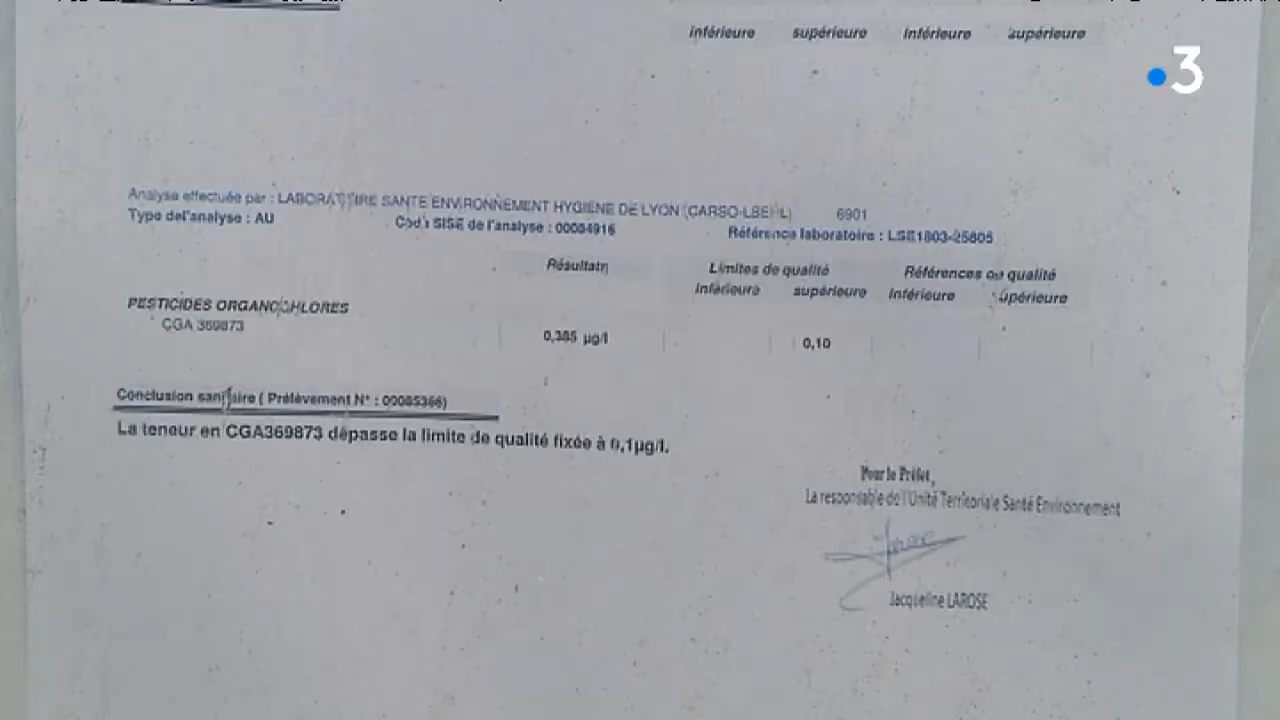 inférieure supérieure inférieure supérieure
3
Analyse effectuée par : LABORATOIRE SANTE ENVIRONNEMENT HYGIENE DE LYON (CARSO-LSEHL) 6901
Type de l'analyse : AU Code SISE de l'analyse : 00084916 Référence laboratoire : LSE1803-25805
Résultats Limites de qualité Références de qualité
inférieure supérieure inférieure supérieure
PESTICIDES ORGANOCHLORES
CGA 369873 0,385 µg/l 0,10
Conclusion sanitaire ( Prélèvement N° : 00085366)
La teneur en CGA369873 dépasse la limite de qualité fixée à 0,1µg/l.
Pour le Préfet,
La responsable de l'Unité Territoriale Santé Environnement
Jacqueline LAROSE